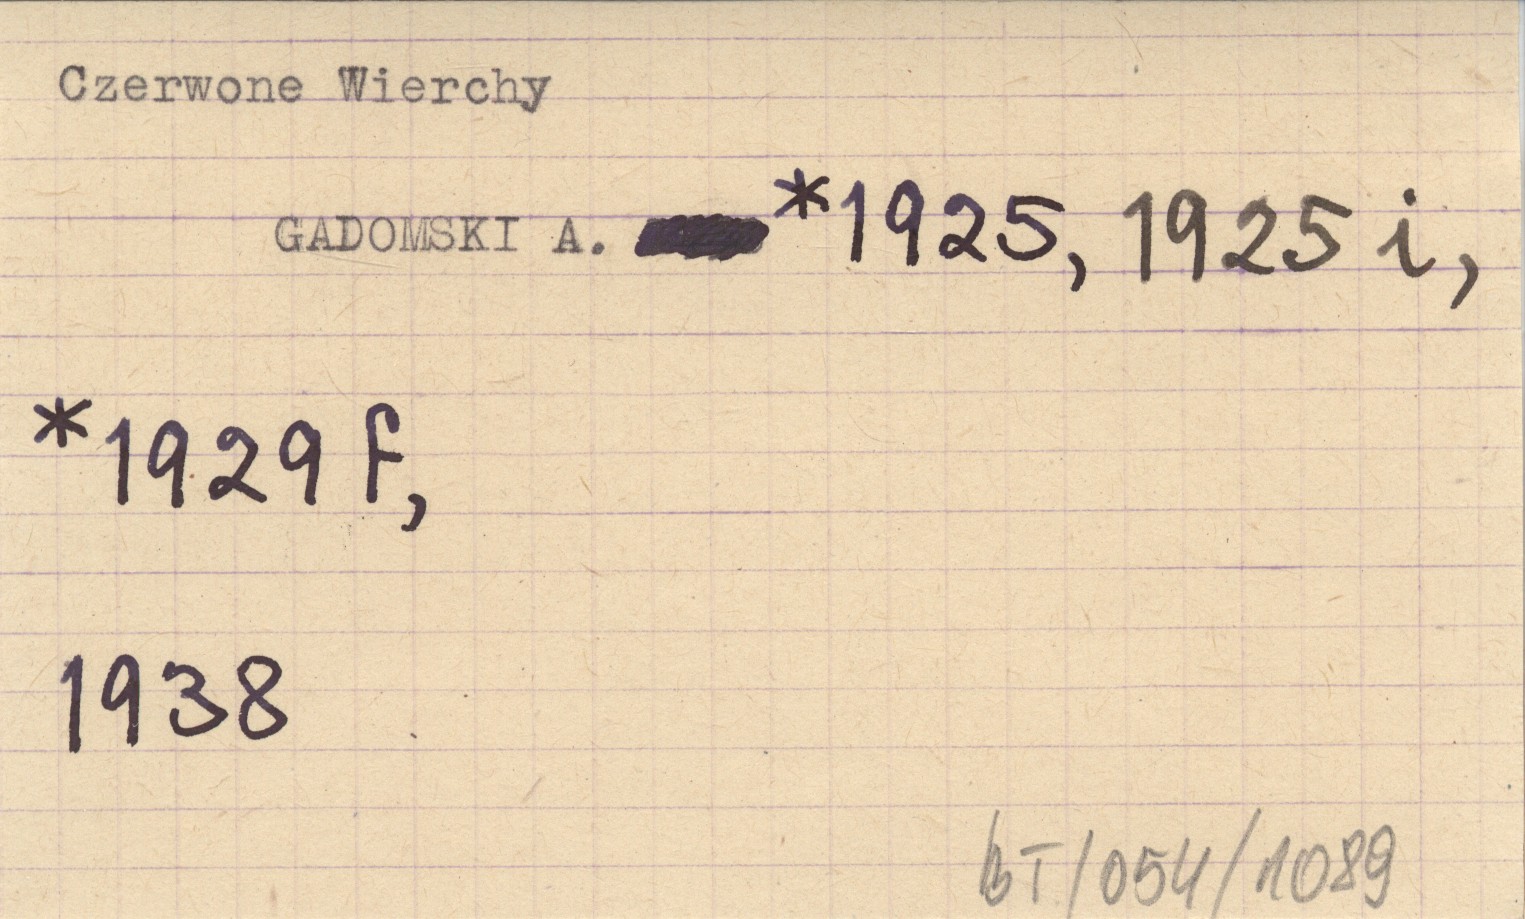 Czerwone Wierchy
GADOMSKI A. *1925, 1925 i,
*1929 f,
1938
BT/054/1089